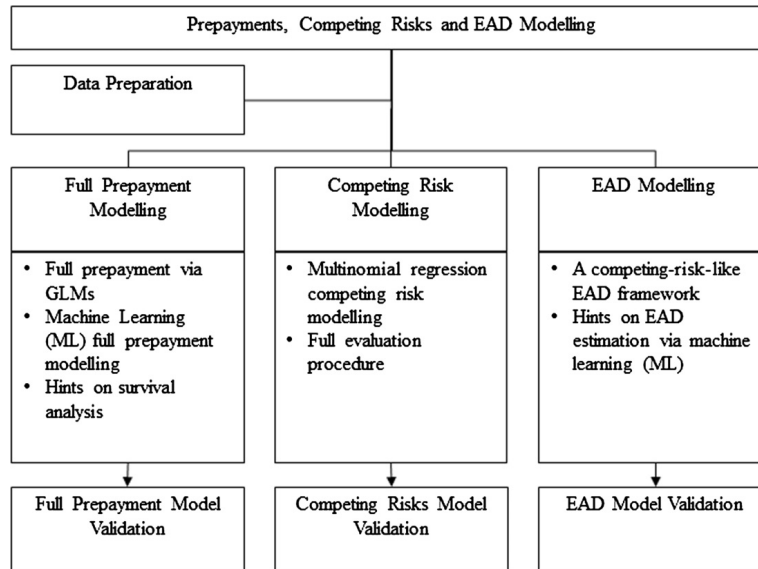 Prepayments, Competing Risks and EAD Modelling
Data Preparation
Full Prepayment
Modelling
• Full prepayment via
GLMs
• Machine Learning
(ML) full prepayment
modelling
• Hints on survival
analysis
Full Prepayment Model
Validation
Competing Risk
Modelling
• Multinomial regression
competing risk
modelling
• Full evaluation
procedure
Competing Risks Model
Validation
EAD Modelling
• A competing-risk-like
EAD framework
• Hints on EAD
estimation via machine
learning (ML)
EAD Model Validation